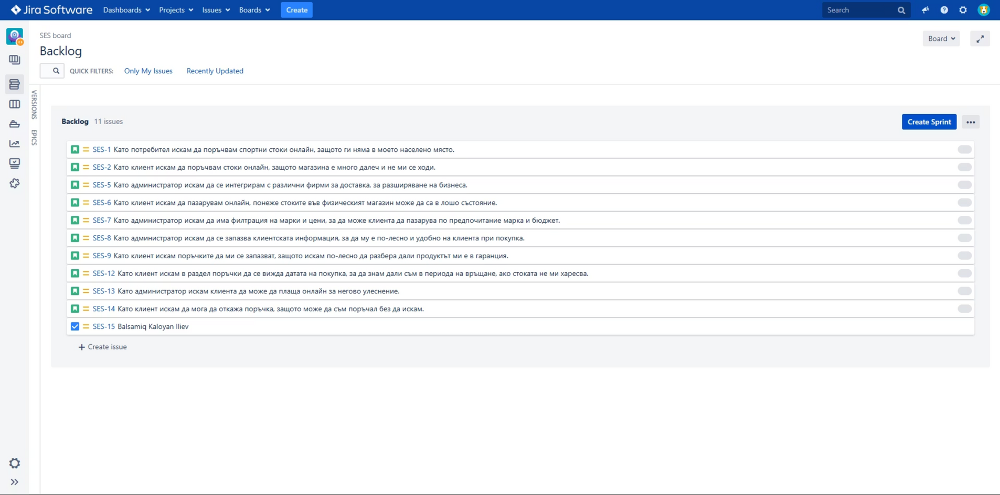 Jira Software Dashboards Projects Issues Boards Create Search
SES board
Backlog
Board
QUICK FILTERS: Only My Issues Recently Updated
VERSIONS
EPICS
Backlog 11 issues
Create Sprint
SES-1 Като потребител искам да поръчвам спортни стоки онлайн, защото ги няма в моето населено място.
SES-2 Като клиент искам да поръчвам стоки онлайн, защото магазина е много далеч и не ми се ходи.
SES-5 Като администратор искам да се интегрирам с различни фирми за доставка, за разширяване на бизнеса.
SES-6 Като клиент искам да пазарувам онлайн, понеже стоките във физическият магазин може да са в лошо състояние.
SES-7 Като администратор искам да има филтрация на марки и цени, за да може клиента да пазарува по предпочитание марка и бюджет.
SES-8 Като администратор искам да се запазва клиентската информация, за да му е по-лесно и удобно на клиента при покупка.
SES-9 Като клиент искам поръчките да ми се запазват, защото искам по-лесно да разбера дали продуктът ми е в гаранция.
SES-12 Като клиент искам в раздел поръчки да се вижда датата на покупка, за да знам дали съм в периода на връщане, ако стоката не ми харесва.
SES-13 Като администратор искам клиента да може да плаща онлайн за негово улеснение.
SES-14 Като клиент искам да мога да откажа поръчка, защото може да съм поръчал без да искам.
SES-15 Balsamiq Kaloyan Iliev
Create issue